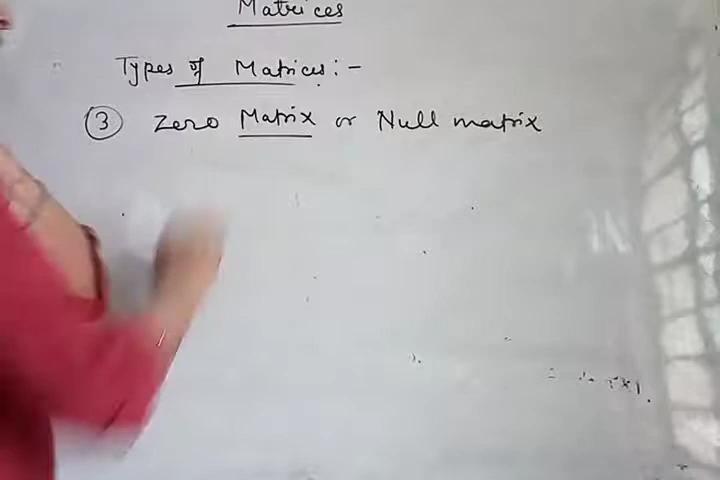 Matrices
Types of Matrices :-
③ Zero Matrix or Null matrix